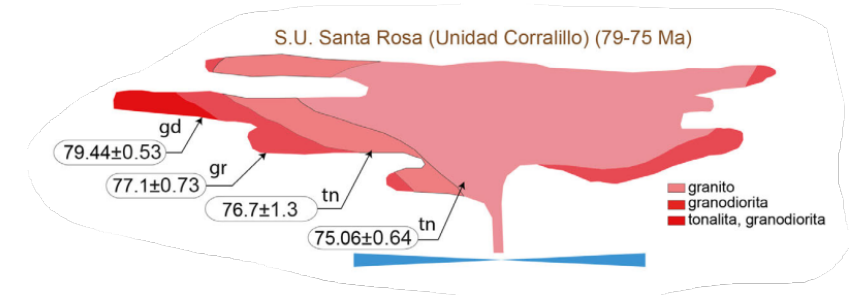 S.U. Santa Rosa (Unidad Corralillo) (79-75 Ma)
gd
79.44±0.53
gr
77.1±0.73
tn
76.7±1.3
tn
75.06±0.64
granito
granodiorita
tonalita, granodiorita